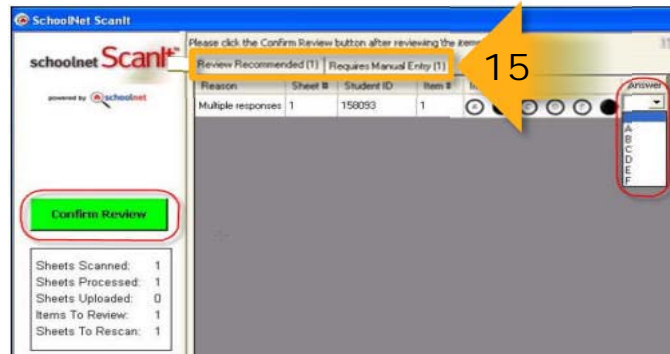 SchoolNet ScanIt
schoolnet ScanIt
powered by schoolnet
Please click the Confirm Review button after reviewing the
Review Recommended (1) Requires Manual Entry (1)
15
Reason Sheet # Student ID Item # Answer
Multiple responses 1 158093 1
A
B
C
D
E
F
Confirm Review
Sheets Scanned: 1
Sheets Processed: 1
Sheets Uploaded: 0
Items To Review: 1
Sheets To Rescan: 1